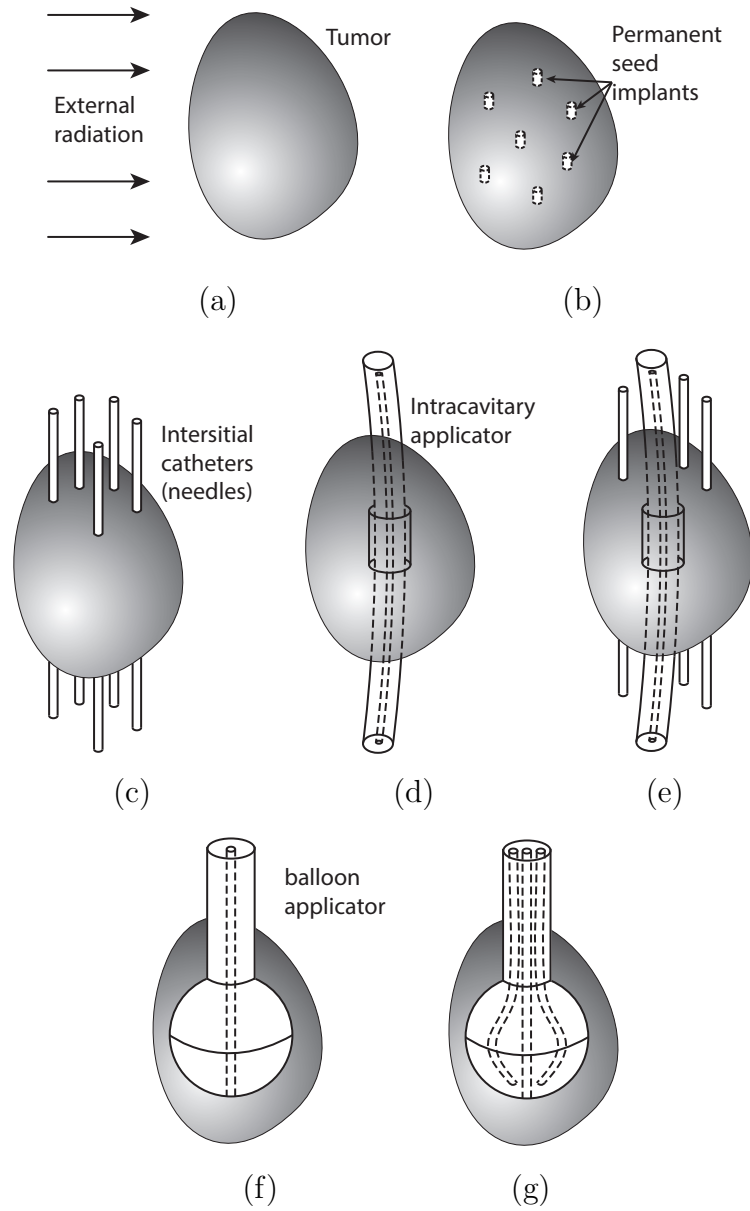 Tumor
External
radiation
Permanent
seed
implants
(a)
(b)
Intersitial
catheters
(needles)
Intracavitary
applicator
(c)
(d)
(e)
balloon
applicator
(f)
(g)